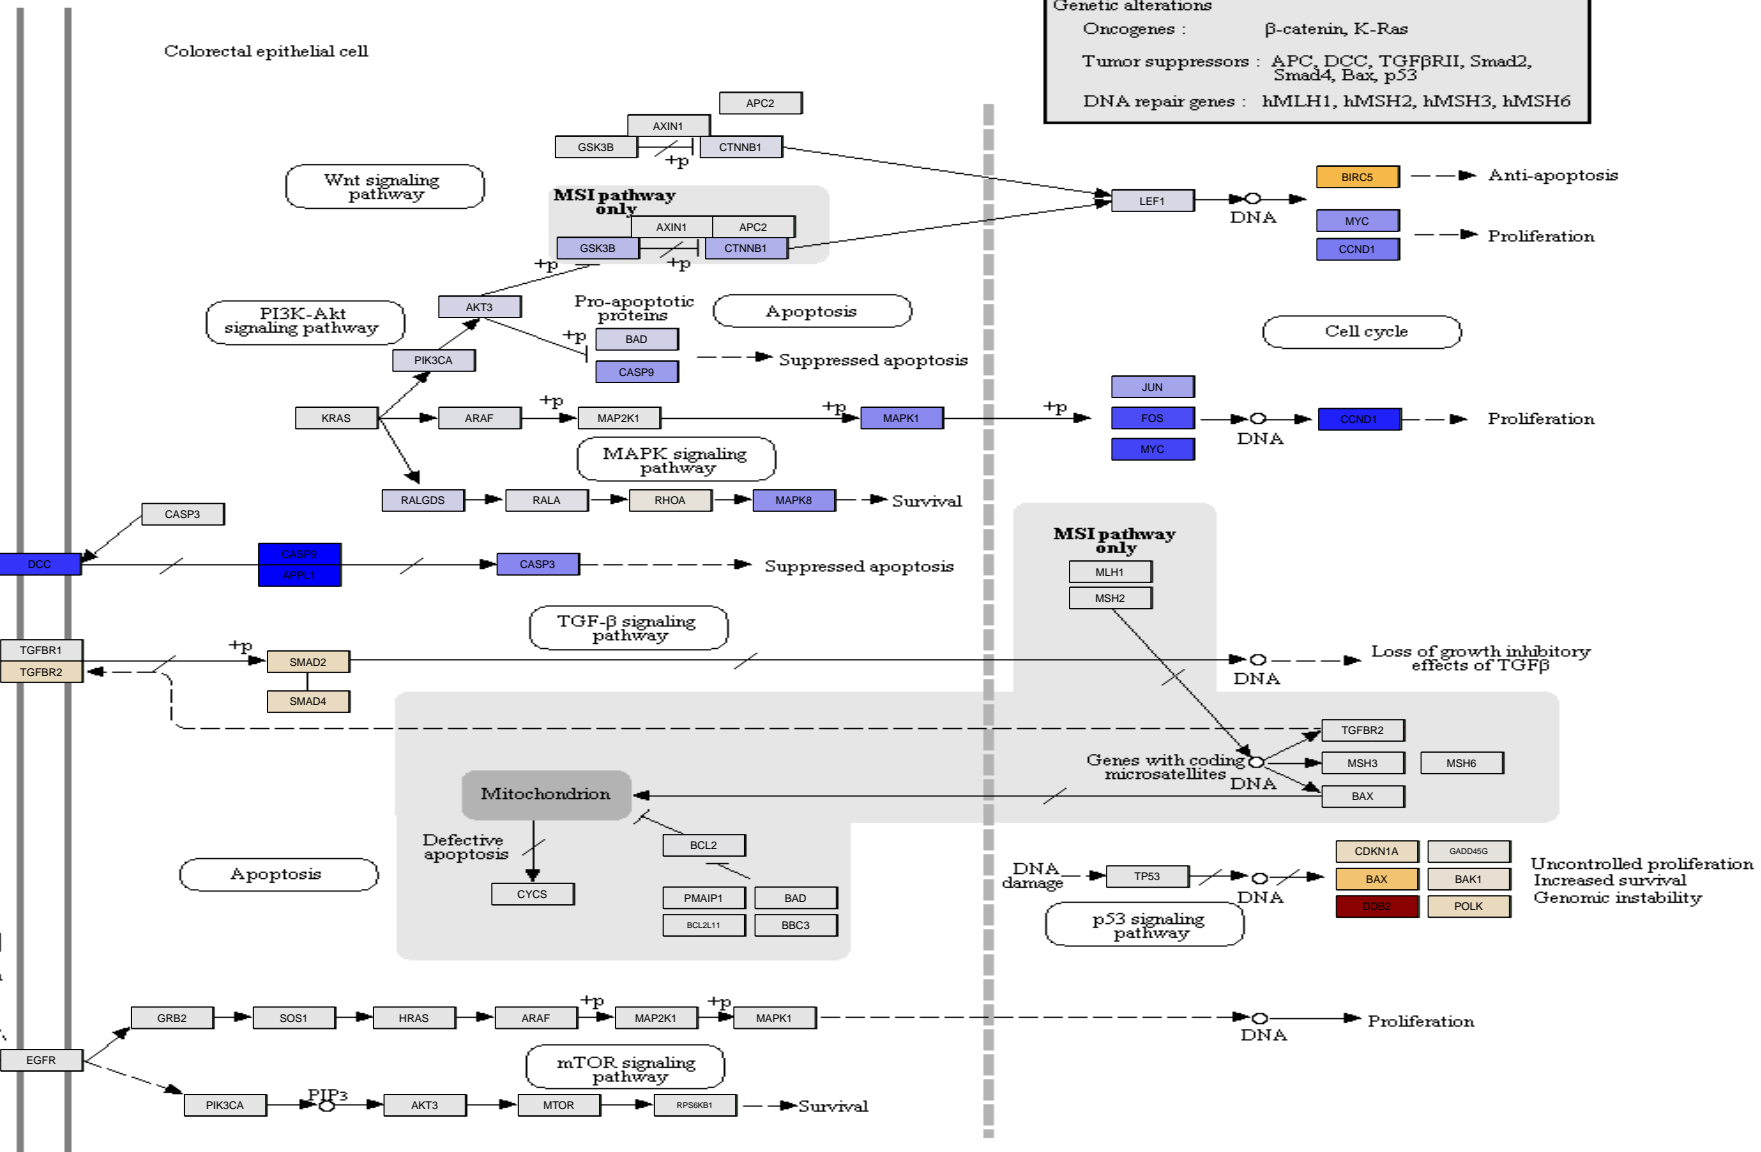 Genetic alterations
Oncogenes : β-catenin, K-Ras
Tumor suppressors : APC, DCC, TGFβRII, Smad2,
Smad4, Bax, p53
DNA repair genes : hMLH1, hMSH2, hMSH3, hMSH6
Colorectal epithelial cell
APC2
AXIN1
GSK3B
+p
CTNNB1
Wnt signaling
pathway
MSI pathway
only
AXIN1
APC2
GSK3B
+p
CTNNB1
LEF1
DNA
BIRC5
Anti-apoptosis
MYC
CCND1
Proliferation
+p
AKT3
PI3K-Akt
signaling pathway
Pro-apoptotic
proteins
Apoptosis
+p
BAD
CASP9
Suppressed apoptosis
PIK3CA
Cell cycle
KRAS
ARAF
+p
MAP2K1
+p
MAPK1
+p
JUN
FOS
MYC
DNA
CCND1
Proliferation
MAPK signaling
pathway
RALGDS
RALA
RHOA
MAPK8
Survival
CASP3
DCC
CASP9
APPL1
CASP3
Suppressed apoptosis
MSI pathway
only
MLH1
MSH2
TGF-β signaling
pathway
TGFBR1
TGFBR2
+p
SMAD2
SMAD4
DNA
Loss of growth inhibitory
effects of TGFβ
TGFBR2
Genes with coding
microsatellites
DNA
MSH3
MSH6
BAX
Mitochondrion
Defective
apoptosis
BCL2
CYCS
PMAIP1
BAD
BCL2L11
BBC3
Apoptosis
DNA
damage
TP53
DNA
p53 signaling
pathway
CDKN1A
GADD45G
BAX
BAK1
DDB2
POLK
Uncontrolled proliferation
Increased survival
Genomic instability
GRB2
SOS1
HRAS
ARAF
+p
MAP2K1
+p
MAPK1
DNA
Proliferation
EGFR
mTOR signaling
pathway
PIK3CA
PIP3
AKT3
MTOR
RPS6KB1
Survival